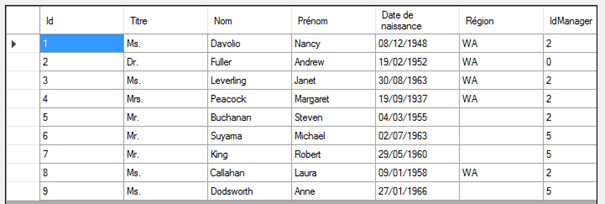 Id Titre Nom Prénom Date de naissance Région IdManager
1 Ms. Davolio Nancy 08/12/1948 WA 2
2 Dr. Fuller Andrew 19/02/1952 WA 0
3 Ms. Leverling Janet 30/08/1963 WA 2
4 Mrs. Peacock Margaret 19/09/1937 WA 2
5 Mr. Buchanan Steven 04/03/1955 2
6 Mr. Suyama Michael 02/07/1963 5
7 Mr. King Robert 29/05/1960 5
8 Ms. Callahan Laura 09/01/1958 WA 2
9 Ms. Dodsworth Anne 27/01/1966 5